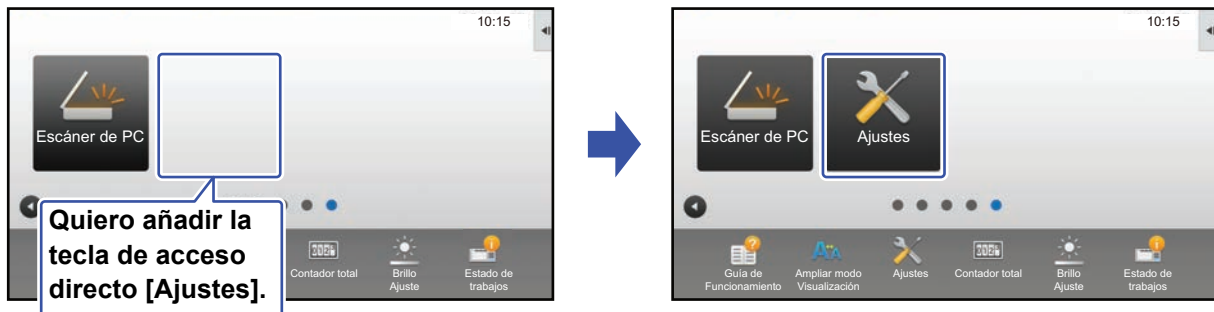 10:15
Escáner de PC
Quiero añadir la
tecla de acceso
directo [Ajustes].
Contador total
Brillo
Ajuste
Estado de
trabajos
10:15
Escáner de PC
Ajustes
Guía de
Funcionamiento
Ampliar modo
Visualización
Ajustes
Contador total
Brillo
Ajuste
Estado de
trabajos